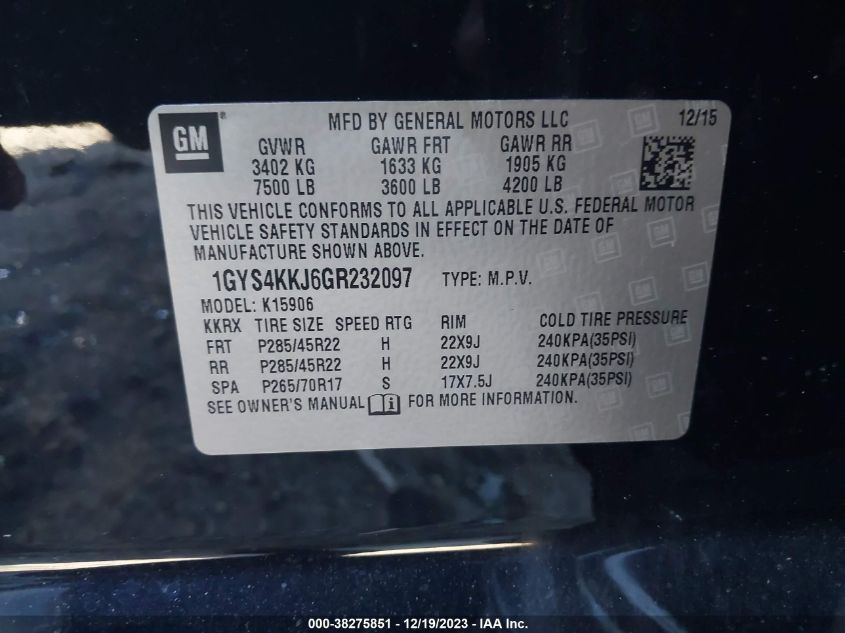 GM
MFD BY GENERAL MOTORS LLC 12/15
GVWR GAWR FRT GAWR RR
3402 KG 1633 KG 1905 KG
7500 LB 3600 LB 4200 LB
THIS VEHICLE CONFORMS TO ALL APPLICABLE U.S. FEDERAL MOTOR
VEHICLE SAFETY STANDARDS IN EFFECT ON THE DATE OF
MANUFACTURE SHOWN ABOVE.
1GYS4KKJ6GR232097 TYPE: M.P.V.
MODEL: K15906
KKRX TIRE SIZE SPEED RTG RIM COLD TIRE PRESSURE
FRT P285/45R22 H 22X9J 240KPA(35PSI)
RR P285/45R22 H 22X9J 240KPA(35PSI)
SPA P265/70R17 S 17X7.5J 240KPA(35PSI)
SEE OWNER'S MANUAL i FOR MORE INFORMATION.
000-38275851 - 12/19/2023 - IAA, Inc.